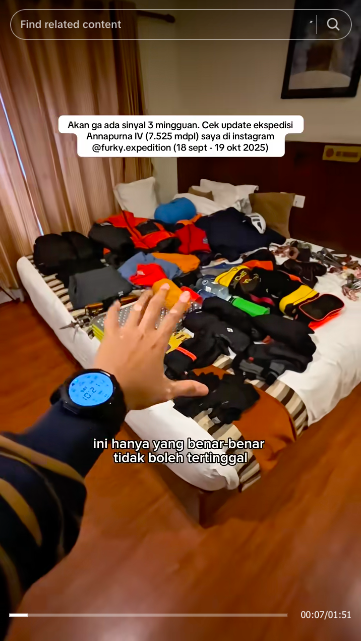 Find related content
Akan ga ada sinyal 3 mingguan. Cek update ekspedisi
Annapurna IV (7.525 mdpl) saya di instagram
@furky.expedition (18 sept - 19 okt 2025)
ini hanya yang benar-benar
tidak boleh tertinggal
00:07/01:51